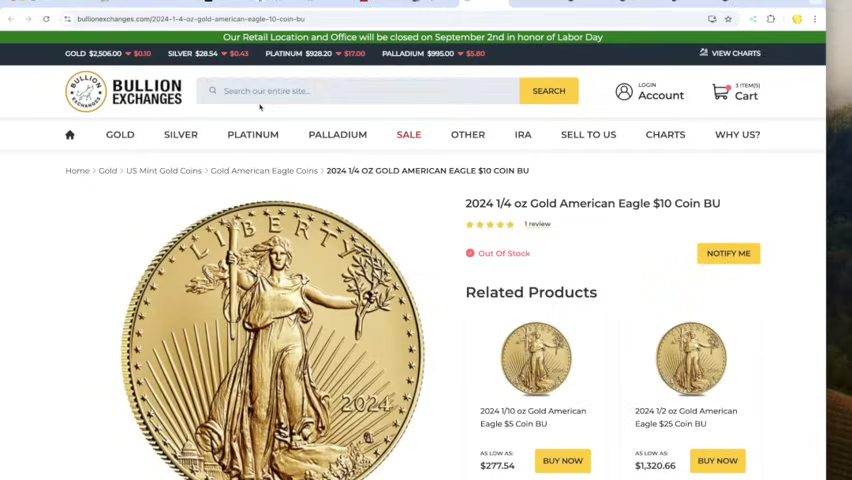 bullionexchanges.com/2024-1-4-oz-gold-american-eagle-10-coin-bu
Our Retail Location and Office will be closed on September 2nd in honor of Labor Day
GOLD $2,506.00 $0.10 SILVER $28.54 $0.43 PLATINUM $928.20 $17.00 PALLADIUM $995.00 $5.80 VIEW CHARTS
BULLION EXCHANGES
BULLION
EXCHANGES
Search our entire site...
SEARCH
LOGIN
Account
3 ITEM(S)
Cart
GOLD SILVER PLATINUM PALLADIUM SALE OTHER IRA SELL TO US CHARTS WHY US?
Home > Gold > US Mint Gold Coins > Gold American Eagle Coins > 2024 1/4 OZ GOLD AMERICAN EAGLE $10 COIN BU
LIBERTY
2024
2024 1/4 oz Gold American Eagle $10 Coin BU
1 review
Out Of Stock
NOTIFY ME
Related Products
2024 1/10 oz Gold American
Eagle $5 Coin BU
AS LOW AS:
$277.54
BUY NOW
2024 1/2 oz Gold American
Eagle $25 Coin BU
AS LOW AS:
$1,320.66
BUY NOW